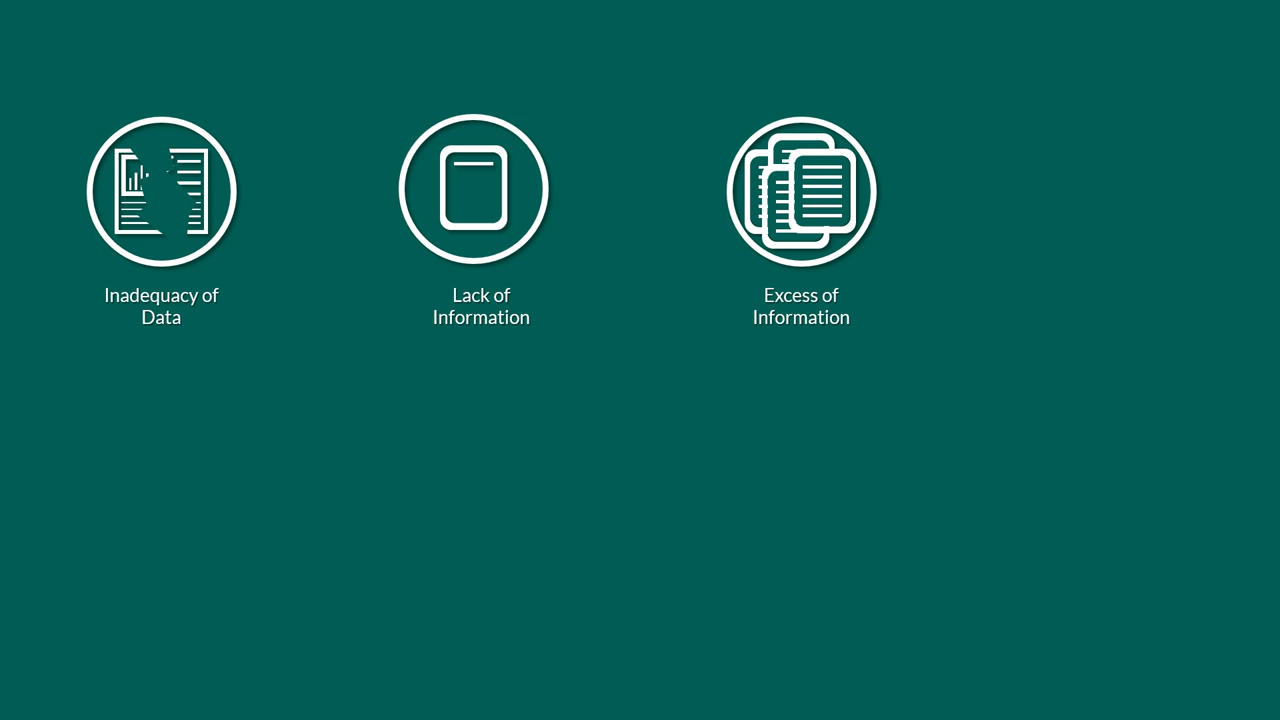 Inadequacy of
Data
Lack of
Information
Excess of
Information